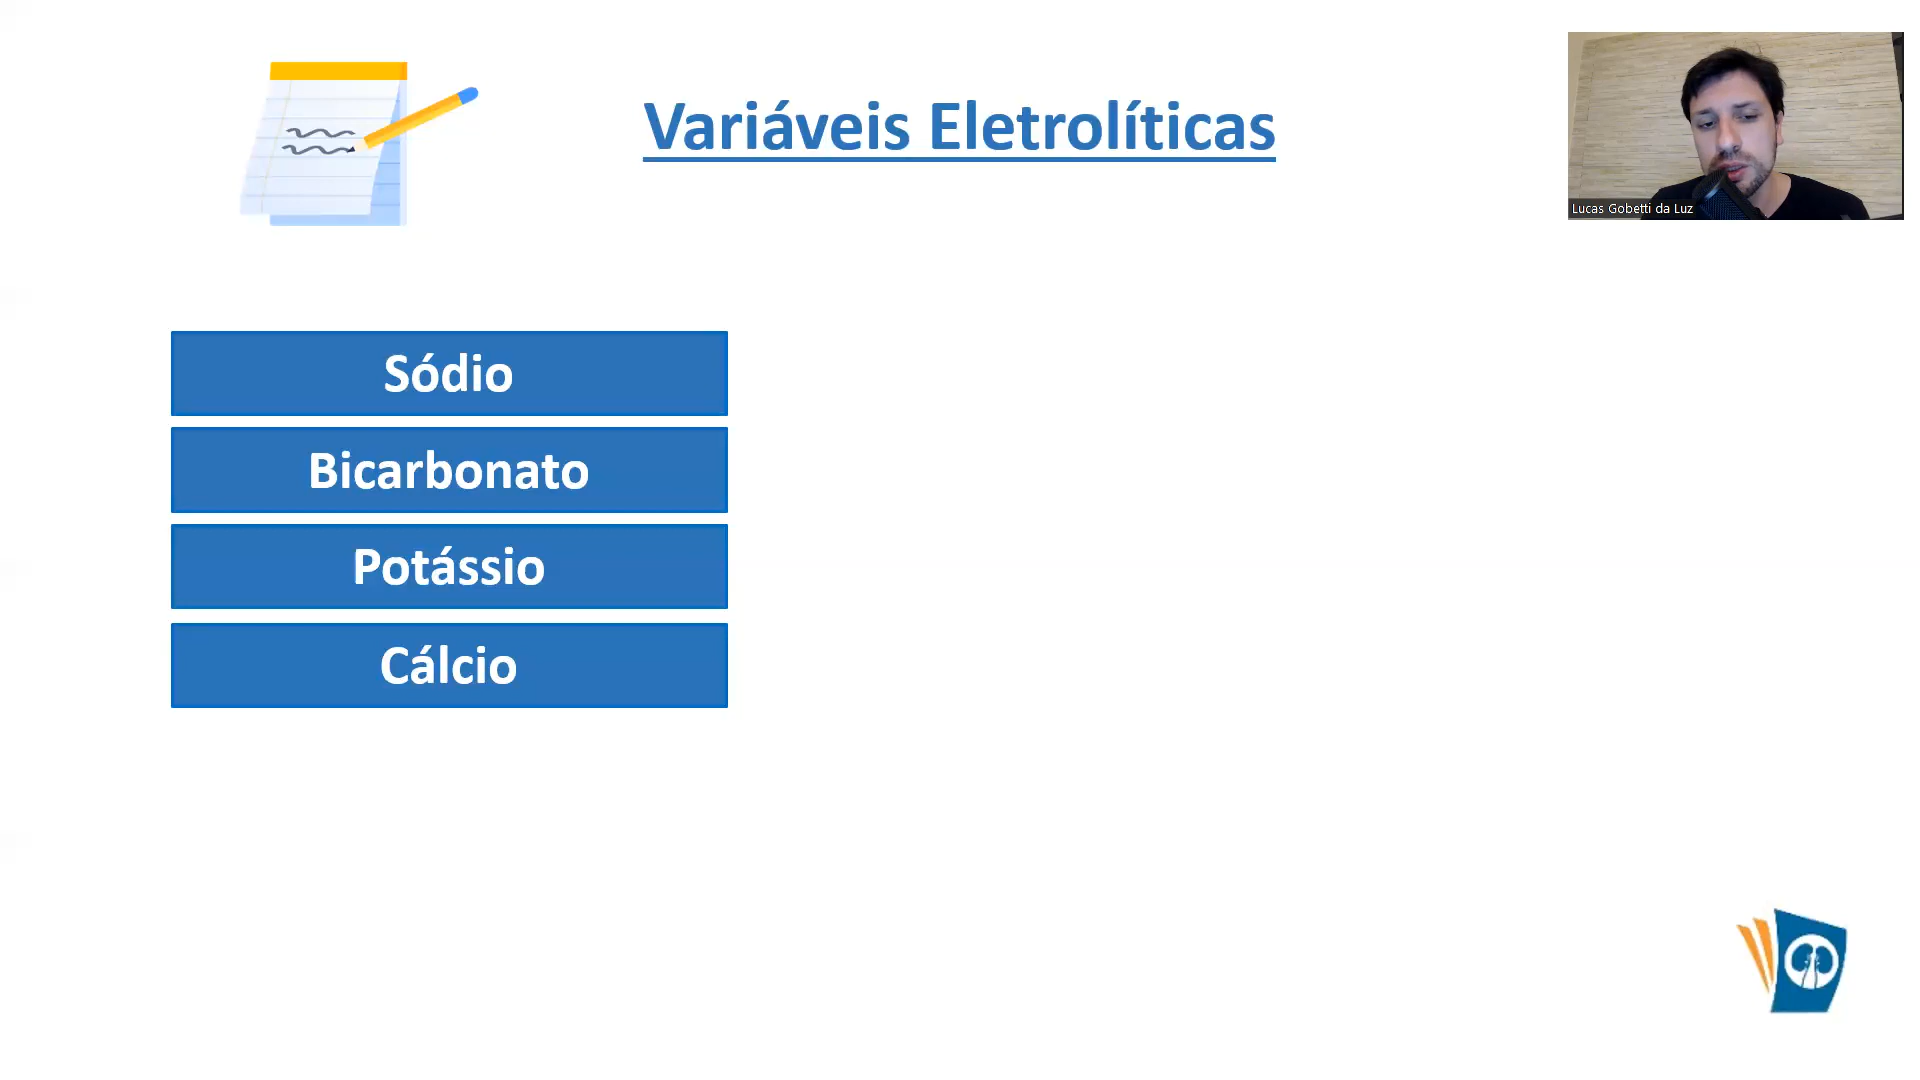 Variáveis Eletrolíticas
Lucas Gobetti da Luz
Sódio
Bicarbonato
Potássio
Cálcio